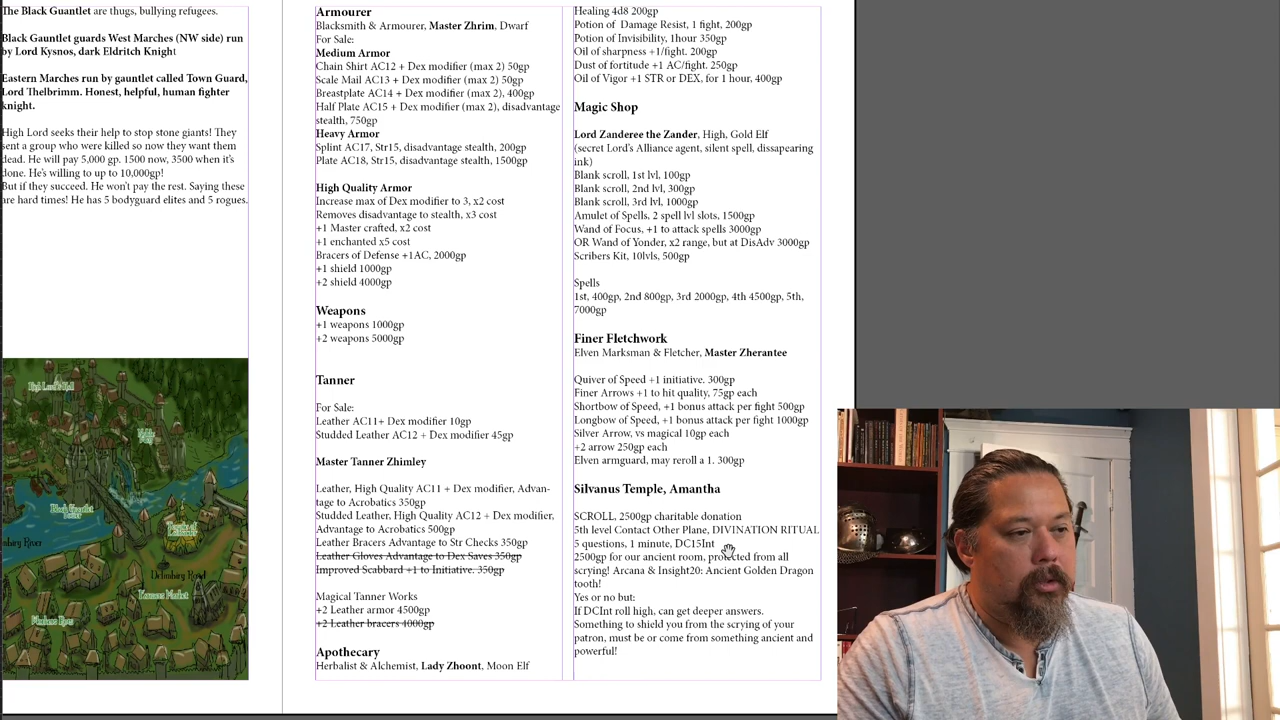 The Black Gauntlet are thugs, bullying refugees.
Black Gauntlet guards West Marches (NW side) run
by Lord Kysnos, dark Eldritch Knight
Eastern Marches run by gauntlet called Town Guard,
Lord Thelbrimm. Honest, helpful, human fighter
knight.
High Lord seeks their help to stop stone giants! They
sent a group who were killed so now they want them
dead. He will pay 5,000 gp. 1500 now, 3500 when it's
done. He's willing to up to 10,000gp!
But if they succeed. He won't pay the rest. Saying these
are hard times! He has 5 bodyguard elites and 5 rogues.
High Lord's Hall
Black Gauntlet
Delimbiyr Road
Armourer
Blacksmith & Armourer, Master Zhrim, Dwarf
For Sale:
Medium Armor
Chain Shirt AC12 + Dex modifier (max 2) 50gp
Scale Mail AC13 + Dex modifier (max 2) 50gp
Breastplate AC14 + Dex modifier (max 2), 400gp
Half Plate AC15 + Dex modifier (max 2), disadvantage
stealth, 750gp
Heavy Armor
Splint AC17, Str15, disadvantage stealth, 200gp
Plate AC18, Str15, disadvantage stealth, 1500gp
High Quality Armor
Increase max of Dex modifier to 3, x2 cost
Removes disadvantage to stealth, x3 cost
+1 Master crafted, x2 cost
+1 enchanted x5 cost
Bracers of Defense +1AC, 2000gp
+1 shield 1000gp
+2 shield 4000gp
Weapons
+1 weapons 1000gp
+2 weapons 5000gp
Tanner
For Sale:
Leather AC11+ Dex modifier 10gp
Studded Leather AC12 + Dex modifier 45gp
Master Tanner Zhimley
Leather, High Quality AC11 + Dex modifier, Advan-
tage to Acrobatics 350gp
Studded Leather, High Quality AC12 + Dex modifier,
Advantage to Acrobatics 500gp
Leather Bracers Advantage to Str Checks 350gp
Leather Gloves Advantage to Dex Saves 350gp
Improved Scabbard +1 to Initiative. 350gp
Magical Tanner Works
+2 Leather armor 4500gp
+2 Leather bracers 4000gp
Apothecary
Herbalist & Alchemist, Lady Zhoont, Moon Elf
Healing 4d8 200gp
Potion of Damage Resist, 1 fight, 200gp
Potion of Invisibility, 1hour 350gp
Oil of sharpness +1/fight. 200gp
Dust of fortitude +1 AC/fight. 250gp
Oil of Vigor +1 STR or DEX, for 1 hour, 400gp
Magic Shop
Lord Zanderee the Zander, High, Gold Elf
(secret Lord's Alliance agent, silent spell, dissapearing
ink)
Blank scroll, 1st lvl, 100gp
Blank scroll, 2nd lvl, 300gp
Blank scroll, 3rd lvl, 1000gp
Amulet of Spells, 2 spell lvl slots, 1500gp
Wand of Focus, +1 to attack spells 3000gp
OR Wand of Yonder, x2 range, but at DisAdv 3000gp
Scribers Kit, 10lvls, 500gp
Spells
1st, 400gp, 2nd 800gp, 3rd 2000gp, 4th 4500gp, 5th,
7000gp
Finer Fletchwork
Elven Marksman & Fletcher, Master Zherantee
Quiver of Speed +1 initiative. 300gp
Finer Arrows +1 to hit quality, 75gp each
Shortbow of Speed, +1 bonus attack per fight 500gp
Longbow of Speed, +1 bonus attack per fight 1000gp
Silver Arrow, vs magical 10gp each
+2 arrow 250gp each
Elven armguard, may reroll a 1. 300gp
Silvanus Temple, Amantha
SCROLL, 2500gp charitable donation
5th level Contact Other Plane, DIVINATION RITUAL
5 questions, 1 minute, DC15Int
2500gp for our ancient room, protected from all
scrying! Arcana & Insight20: Ancient Golden Dragon
tooth!
Yes or no but:
If DCInt roll high, can get deeper answers.
Something to shield you from the scrying of your
patron, must be or come from something ancient and
powerful!